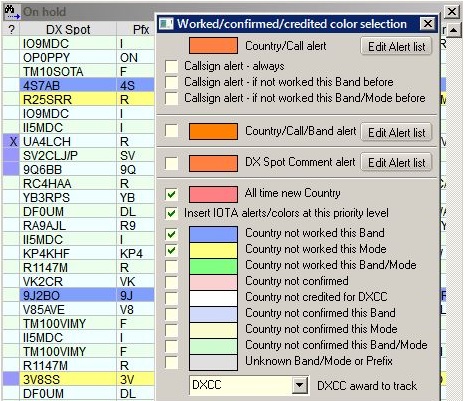 On hold
? DX Spot Pfx
IO9MDC I
OP0PPY ON
TM10SOTA F
4S7AB 4S
R25SRR R
IO9MDC I
II5MDC I
X UA4LCH R
SV2CLJ/P SV
9Q6BB 9Q
RC4HAA R
YB3RPS YB
DF0UM DL
RA9AJL R9
II5MDC I
KP4KHF KP4
R1147M R
VK2CR VK
9J2BO 9J
V85AVE V8
TM100VIMY F
II5MDC I
TM100VIMY F
R1147M R
3V8SS 3V
DF0UM DL
Worked/confirmed/credited color selection
Country/Call alert Edit Alert list
Callsign alert - always
Callsign alert - if not worked this Band before
Callsign alert - if not worked this Band/Mode before
Country/Call/Band alert Edit Alert list
DX Spot Comment alert Edit Alert list
All time new Country
Insert IOTA alerts/colors at this priority level
Country not worked this Band
Country not worked this Mode
Country not worked this Band/Mode
Country not confirmed
Country not credited for DXCC
Country not confirmed this Band
Country not confirmed this Mode
Country not confirmed this Band/Mode
Unknown Band/Mode or Prefix
DXCC DXCC award to track